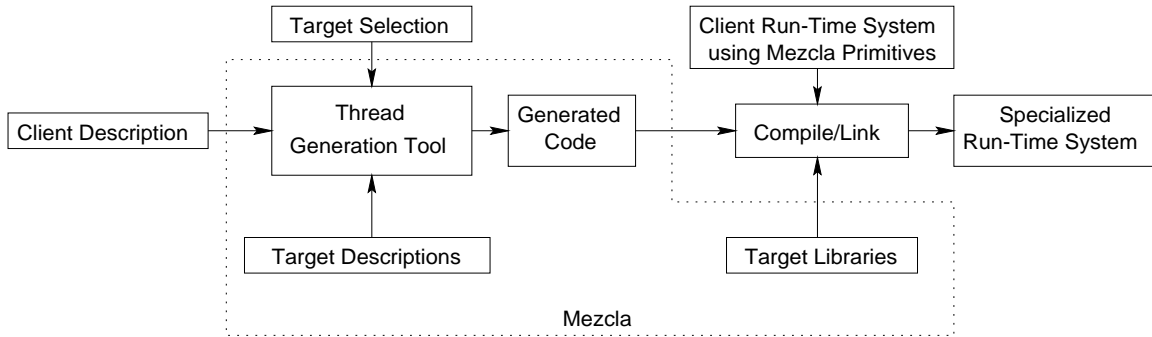 Target Selection
Client Run-Time System
using Mezcla Primitives
Client Description
Thread
Generation Tool
Generated
Code
Compile/Link
Specialized
Run-Time System
Target Descriptions
Target Libraries
Mezcla